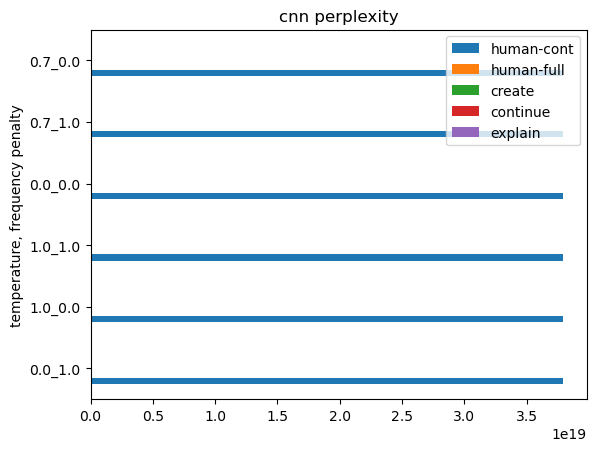 cnn perplexity
human-cont
human-full
create
continue
explain
temperature, frequency penalty
0.7_0.0
0.7_1.0
0.0_0.0
1.0_1.0
1.0_0.0
0.0_1.0
0.0 0.5 1.0 1.5 2.0 2.5 3.0 3.5
1e19